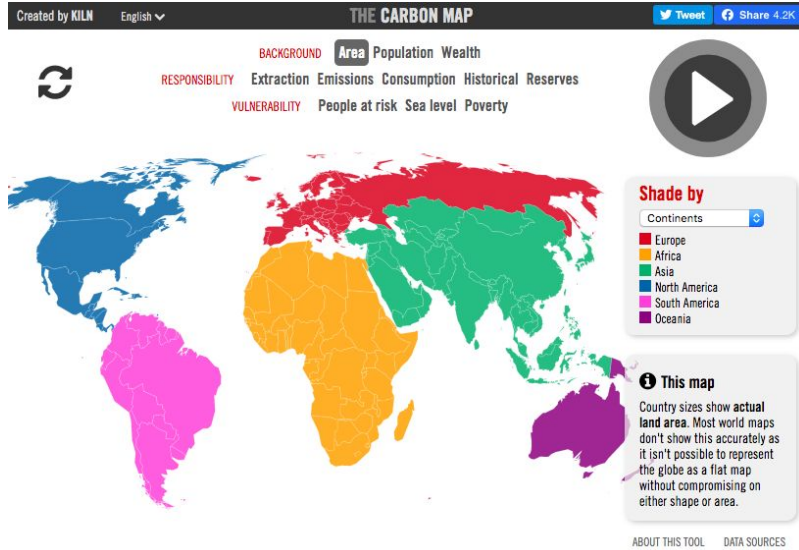 Created by KILN English THE CARBON MAP Tweet Share 4.2K
BACKGROUND Area Population Wealth
RESPONSIBILITY Extraction Emissions Consumption Historical Reserves
VULNERABILITY People at risk Sea level Poverty
Shade by
Continents
Europe
Africa
Asia
North America
South America
Oceania
This map
Country sizes show actual
land area. Most world maps
don't show this accurately as
it isn't possible to represent
the globe as a flat map
without compromising on
either shape or area.
ABOUT THIS TOOL DATA SOURCES